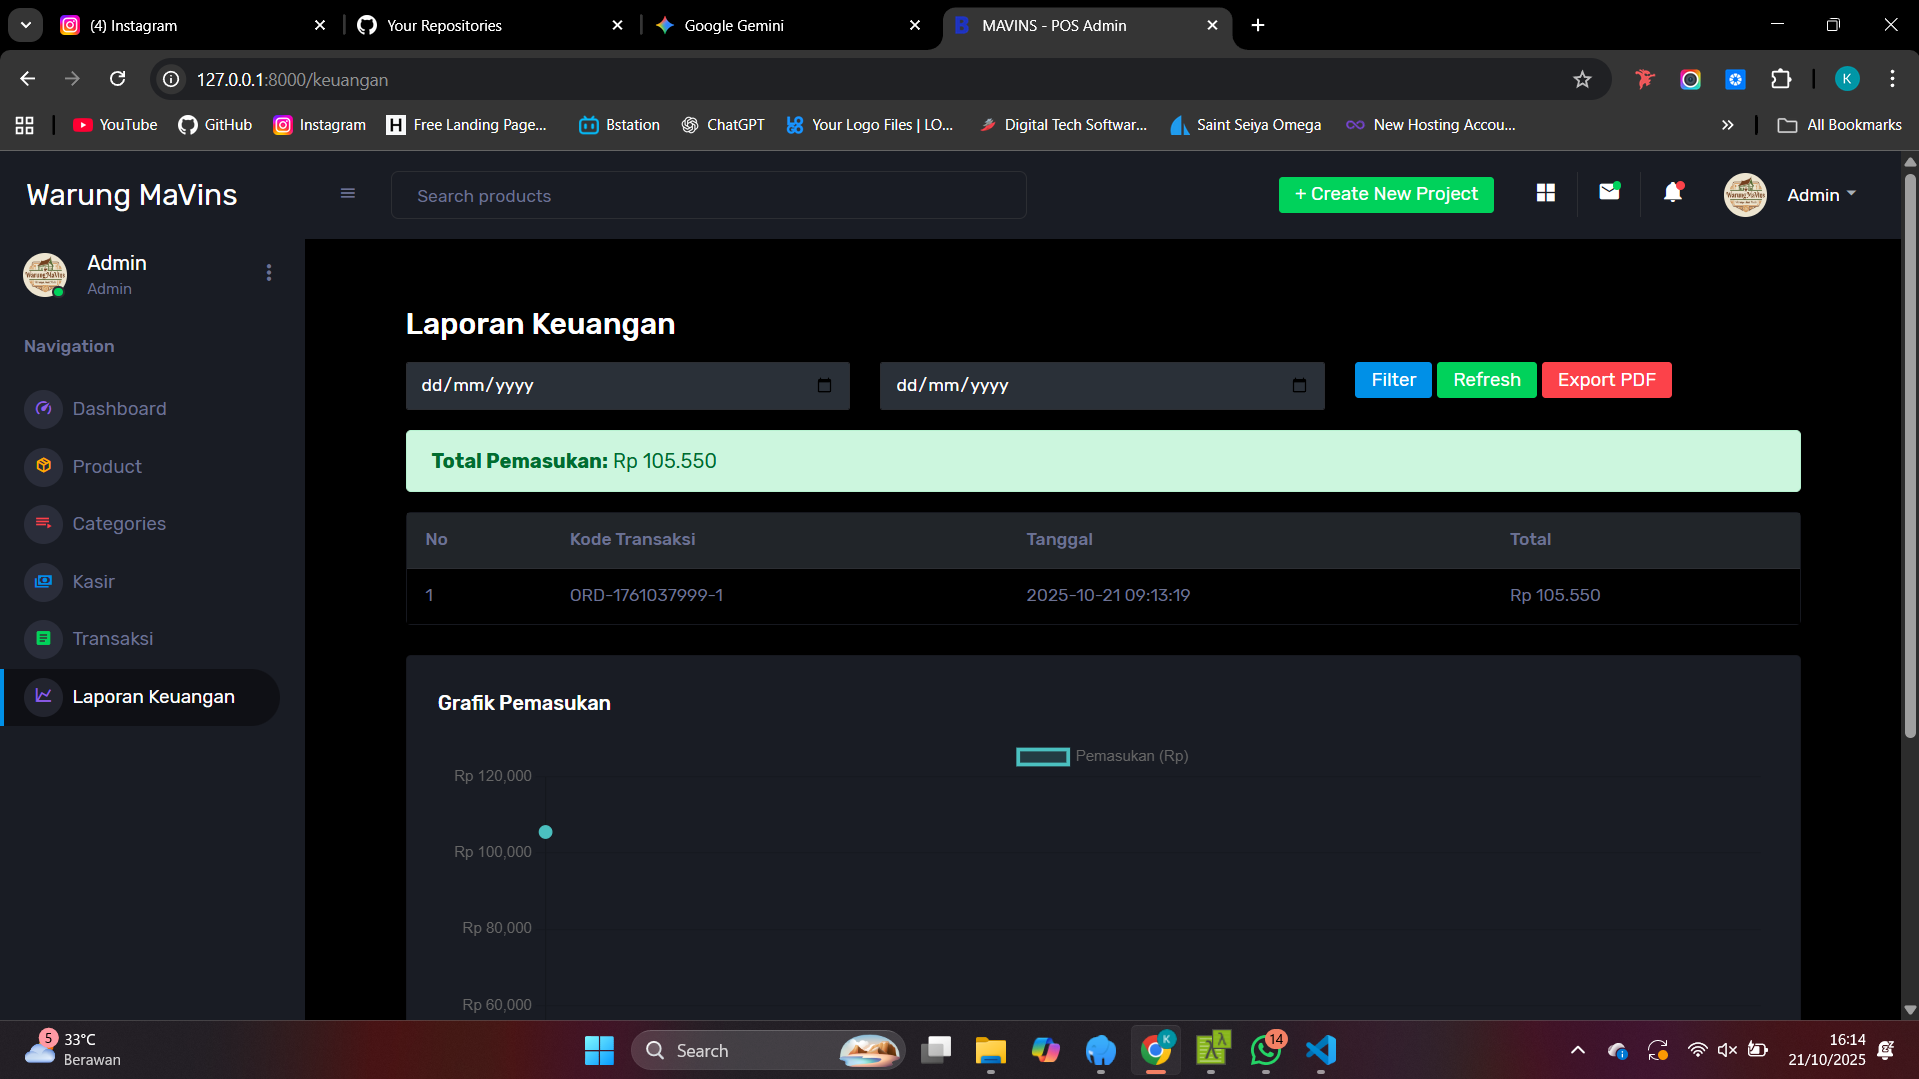 (4) Instagram
Your Repositories
Google Gemini
MAVINS - POS Admin
127.0.0.1:8000/keuangan
K
YouTube
GitHub
Instagram
Free Landing Page...
Bstation
ChatGPT
Your Logo Files | LO...
Digital Tech Softwar...
Saint Seiya Omega
New Hosting Accou...
All Bookmarks
Warung MaVins
Search products
+ Create New Project
Admin
Admin
Admin
Navigation
Dashboard
Product
Categories
Kasir
Transaksi
Laporan Keuangan
Laporan Keuangan
dd/mm/yyyy
dd/mm/yyyy
Filter
Refresh
Export PDF
Total Pemasukan: Rp 105.550
No Kode Transaksi Tanggal Total
1 ORD-1761037999-1 2025-10-21 09:13:19 Rp 105.550
Grafik Pemasukan
Pemasukan (Rp)
Rp 120,000
Rp 100,000
Rp 80,000
Rp 60,000
5
33°C
Berawan
Search
K
14
16:14
21/10/2025